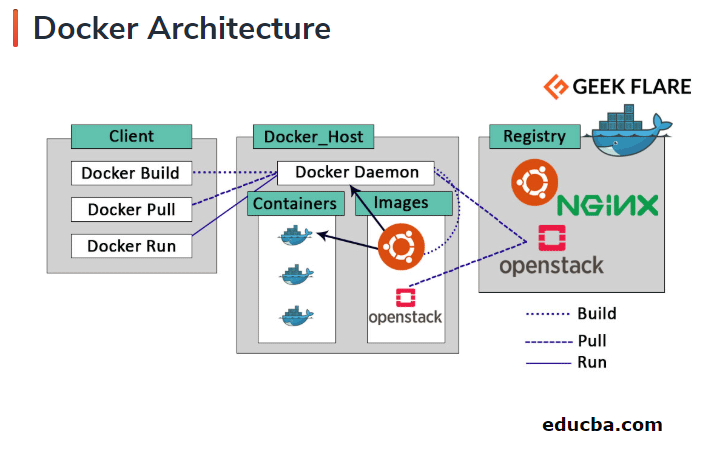 Docker Architecture
GEEK FLARE
Client
Docker_Host
Registry
Docker Build
Docker Daemon
Docker Pull
Containers
Images
NGiNX
Docker Run
openstack
openstack
Build
Pull
Run
educba.com